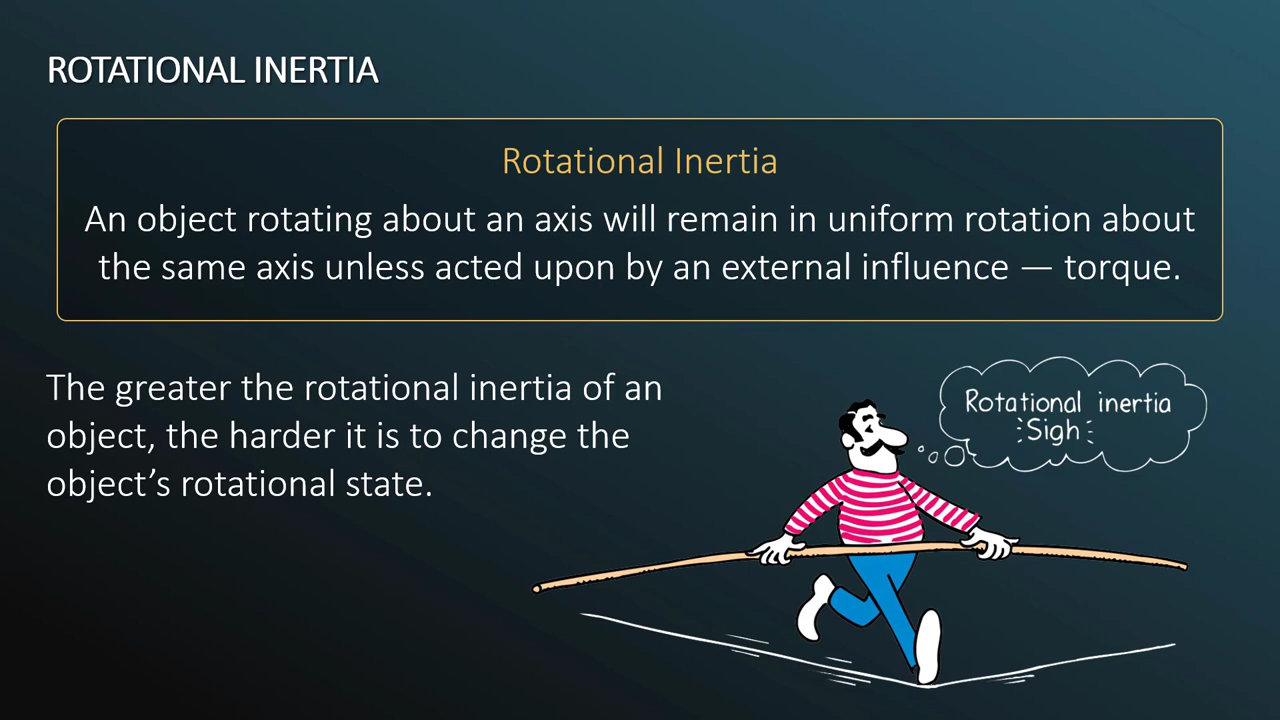 ROTATIONAL INERTIA
Rotational Inertia
An object rotating about an axis will remain in uniform rotation about
the same axis unless acted upon by an external influence — torque.
The greater the rotational inertia of an
object, the harder it is to change the
object’s rotational state.
Rotational inertia
Sigh